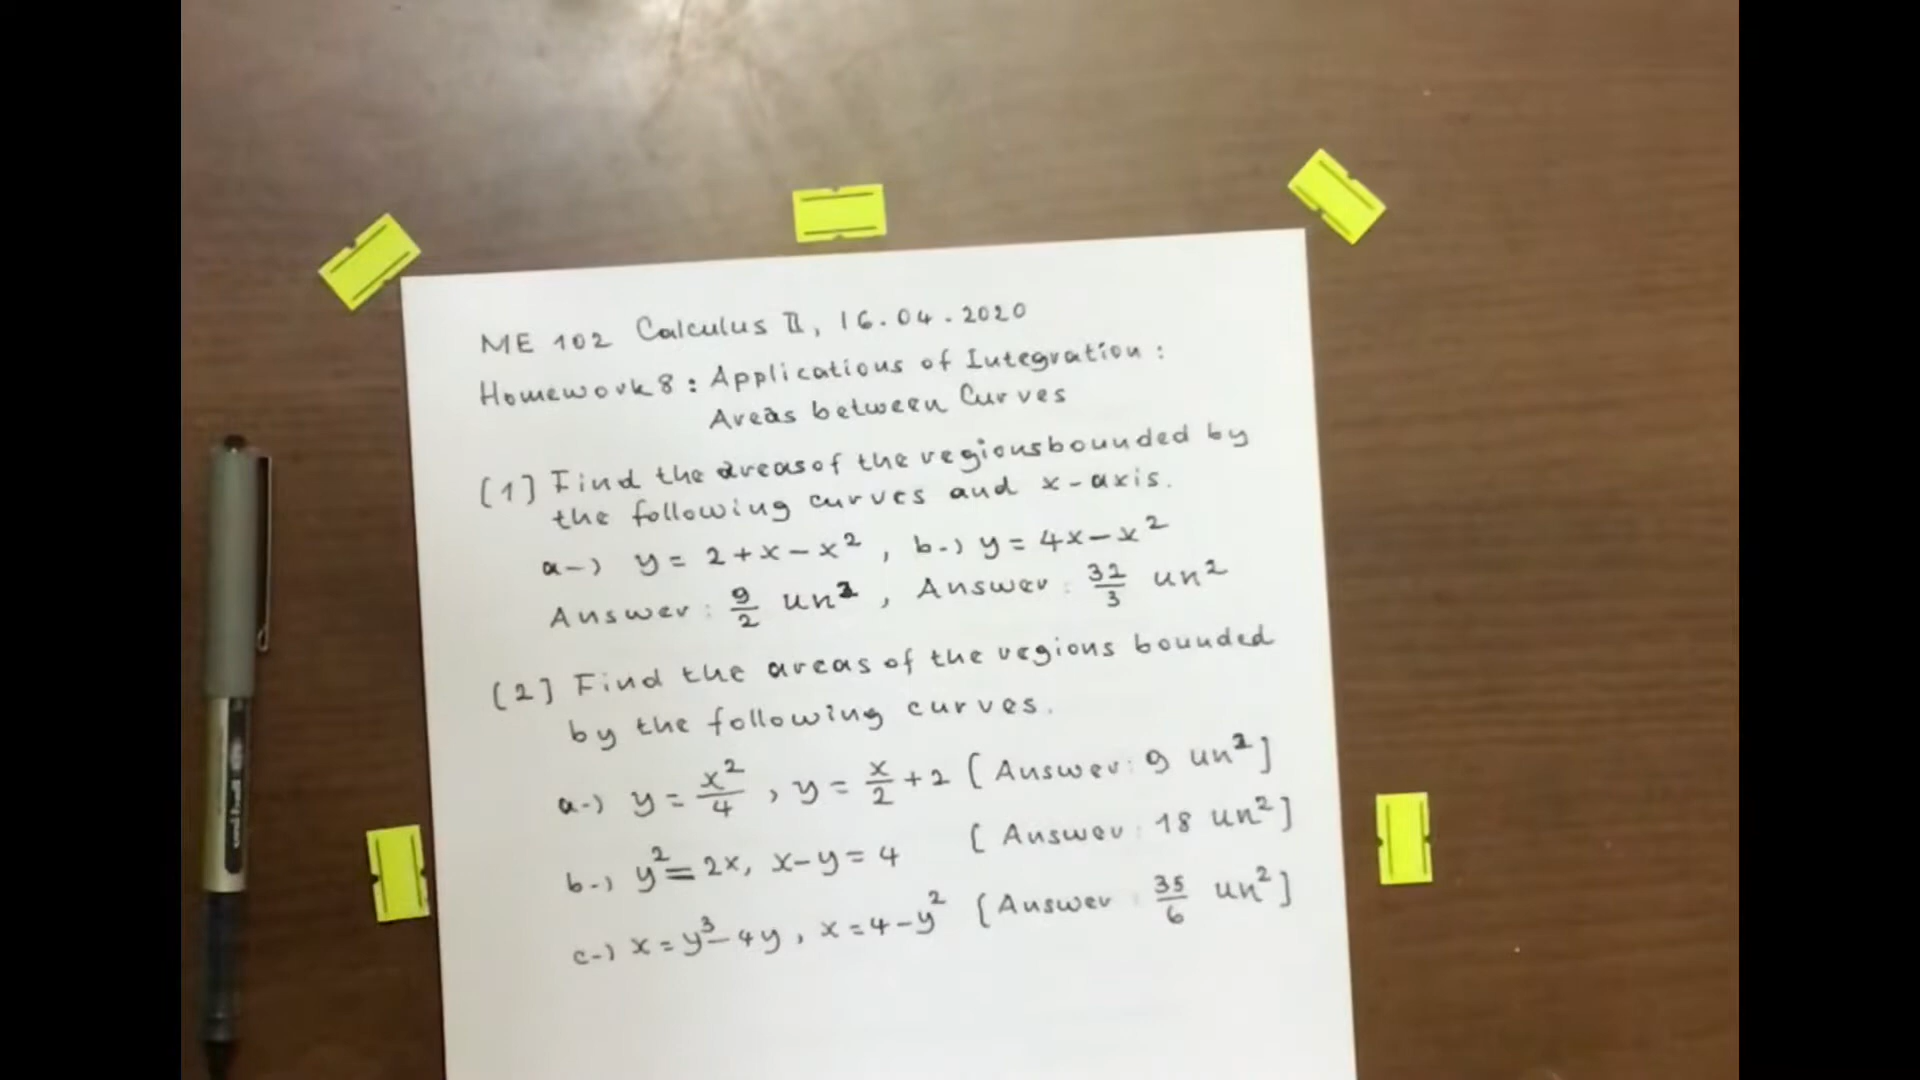 ME 102 Calculus II, 16.04.2020
Homework 8: Applications of Integration:
Areas between Curves
[1] Find the areas of the regions bounded by
the following curves and x-axis.
a-) y = 2+x-x², b-) y = 4x-x²
Answer: 9/2 un², Answer: 32/3 un²
[2] Find the areas of the regions bounded
by the following curves.
a-) y = x²/4, y = x/2 + 2 [Answer: 9 un²]
b-) y² = 2x, x-y = 4 [Answer: 18 un²]
c-) x = y³-4y, x = 4-y² [Answer: 35/6 un²]
uni-ball